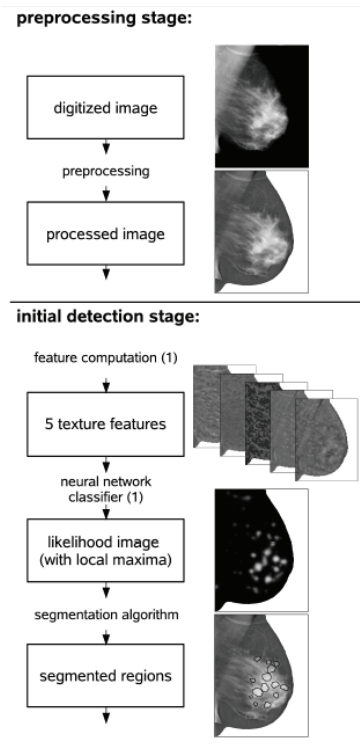 preprocessing stage:
digitized image
preprocessing
processed image
initial detection stage:
feature computation (1)
5 texture features
neural network
classifier (1)
likelihood image
(with local maxima)
segmentation algorithm
segmented regions